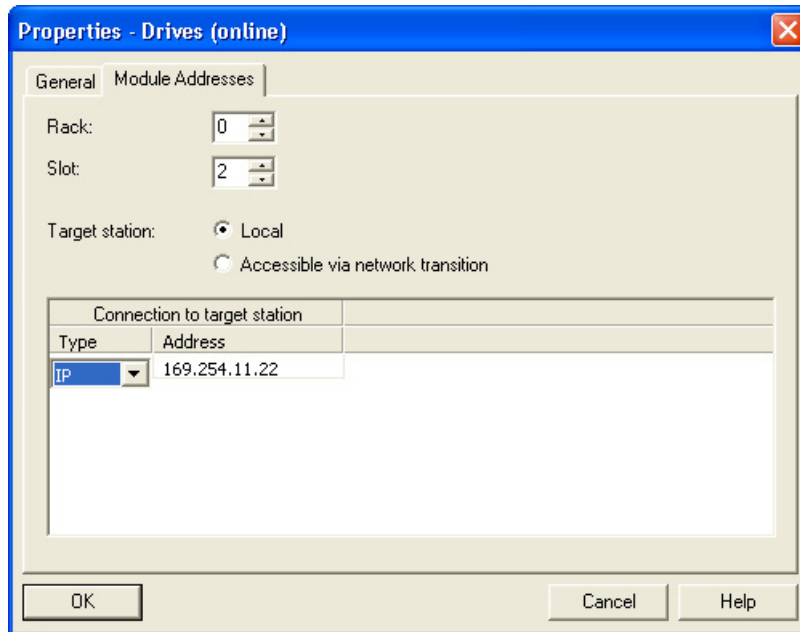 Properties - Drives (online)
General Module Addresses
Rack: 0
Slot: 2
Target station: Local
Accessible via network transition
Connection to target station
Type Address
IP 169.254.11.22
OK Cancel Help